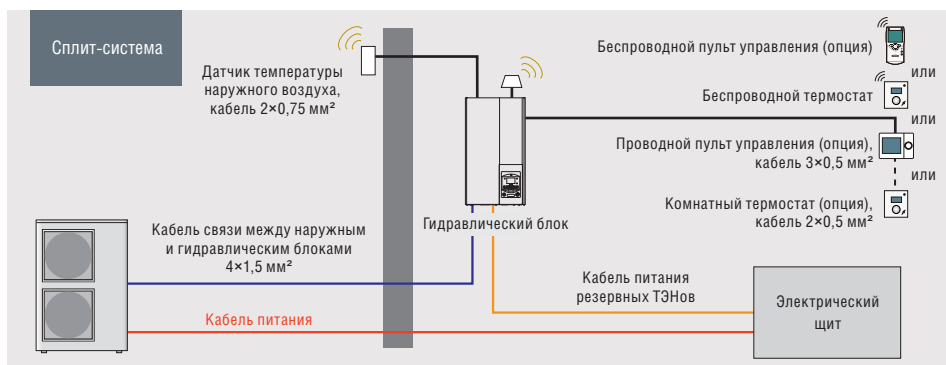 Сплит-система
Датчик температуры
наружного воздуха,
кабель 2×0,75 мм²
Беспроводной пульт управления (опция)
или
Беспроводной термостат
или
Проводной пульт управления (опция),
кабель 3×0,5 мм²
или
Комнатный термостат (опция),
кабель 2×0,5 мм²
Гидравлический блок
Кабель связи между наружным
и гидравлическим блоками
4×1,5 мм²
Кабель питания
резервных ТЭНов
Электрический
щит
Кабель питания